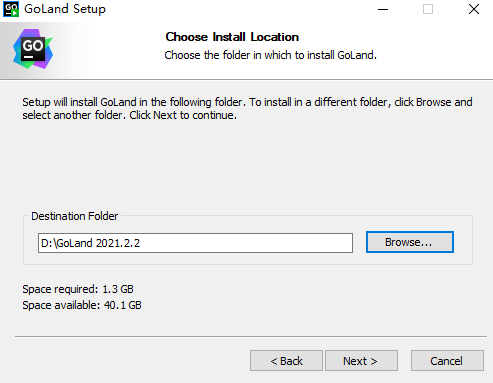 GoLand Setup
GO
Choose Install Location
Choose the folder in which to install GoLand.
Setup will install GoLand in the following folder. To install in a different folder, click Browse and
select another folder. Click Next to continue.
Destination Folder
D:\GoLand 2021.2.2
Browse...
Space required: 1.3 GB
Space available: 40.1 GB
< Back
Next >
Cancel